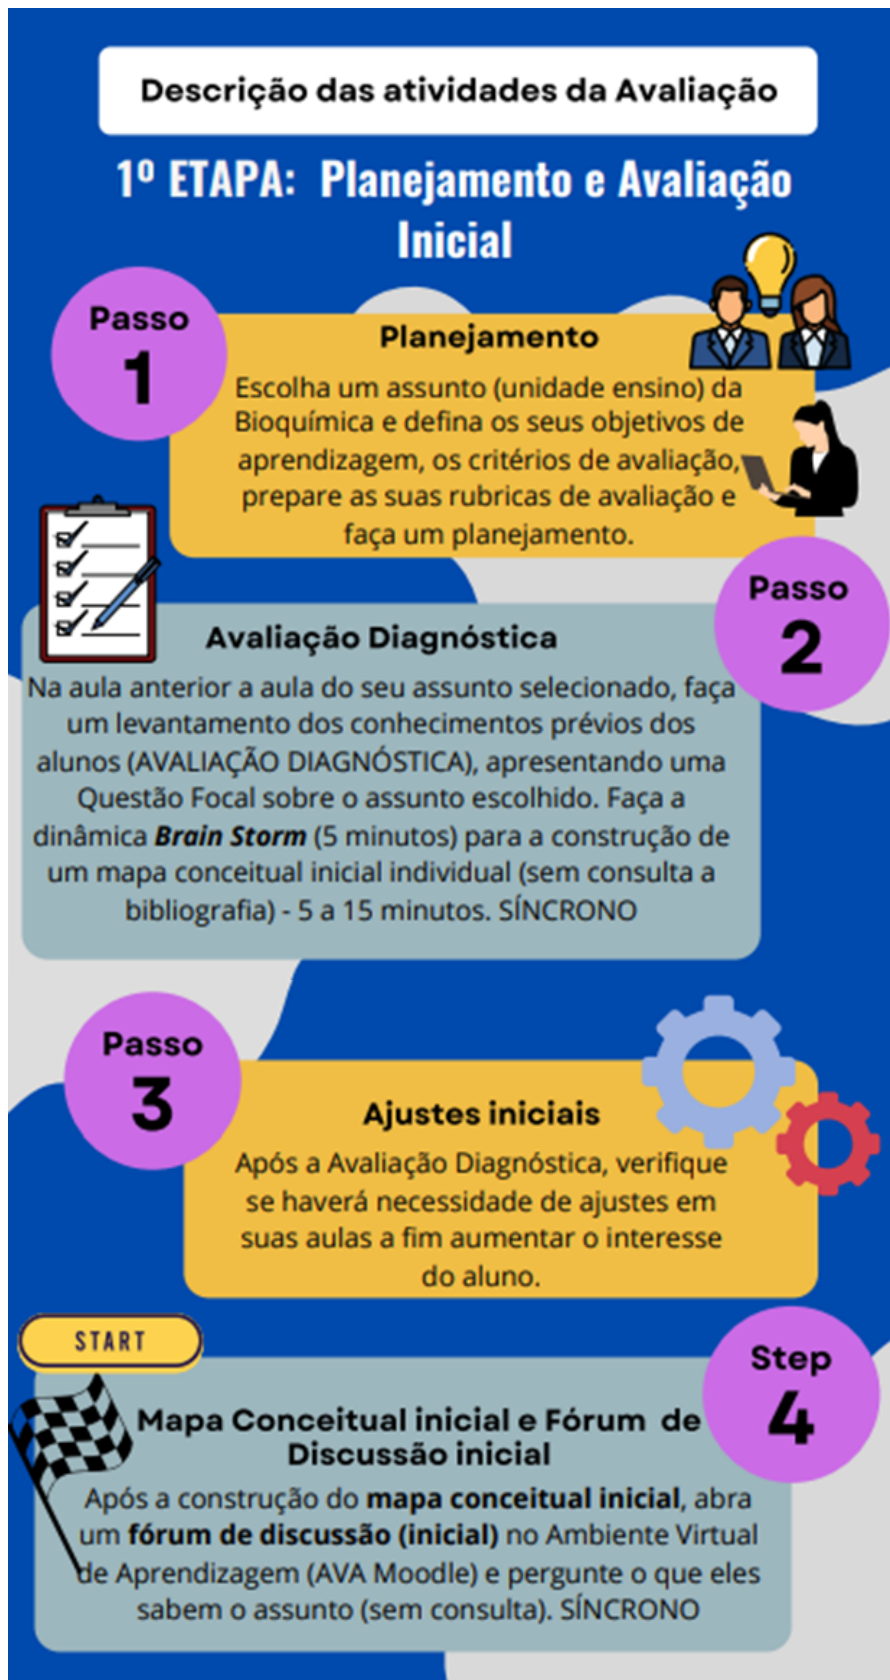 Descrição das atividades da Avaliação
1º ETAPA: Planejamento e Avaliação
Inicial
Passo
1
Planejamento
Escolha um assunto (unidade ensino) da
Bioquímica e defina os seus objetivos de
aprendizagem, os critérios de avaliação,
prepare as suas rubricas de avaliação e
faça um planejamento.
Passo
2
Avaliação Diagnóstica
Na aula anterior a aula do seu assunto selecionado, faça
um levantamento dos conhecimentos prévios dos
alunos (AVALIAÇÃO DIAGNÓSTICA), apresentando uma
Questão Focal sobre o assunto escolhido. Faça a
dinâmica Brain Storm (5 minutos) para a construção de
um mapa conceitual inicial individual (sem consulta a
bibliografia) - 5 a 15 minutos. SÍNCRONO
Passo
3
Ajustes iniciais
Após a Avaliação Diagnóstica, verifique
se haverá necessidade de ajustes em
suas aulas a fim aumentar o interesse
do aluno.
START
Step
4
Mapa Conceitual inicial e Fórum de
Discussão inicial
Após a construção do mapa conceitual inicial, abra
um fórum de discussão (inicial) no Ambiente Virtual
de Aprendizagem (AVA Moodle) e pergunte o que eles
sabem o assunto (sem consulta). SÍNCRONO